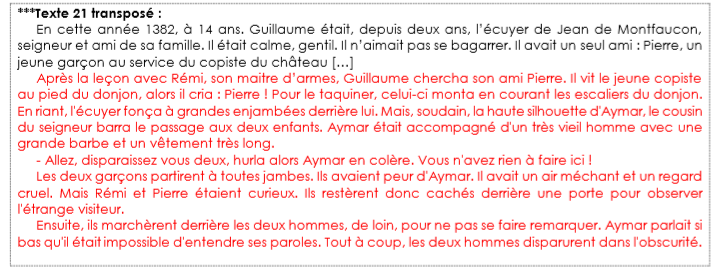 ***Texte 21 transposé :
En cette année 1382, à 14 ans. Guillaume était, depuis deux ans, l'écuyer de Jean de Montfaucon,
seigneur et ami de sa famille. Il était calme, gentil. Il n'aimait pas se bagarrer. Il avait un seul ami : Pierre, un
jeune garçon au service du copiste du château […]
Après la leçon avec Rémi, son maitre d'armes, Guillaume chercha son ami Pierre. Il vit le jeune copiste
au pied du donjon, alors il cria : Pierre ! Pour le taquiner, celui-ci monta en courant les escaliers du donjon.
En riant, l'écuyer fonça à grandes enjambées derrière lui. Mais, soudain, la haute silhouette d'Aymar, le cousin
du seigneur barra le passage aux deux enfants. Aymar était accompagné d'un très vieil homme avec une
grande barbe et un vêtement très long.
- Allez, disparaissez vous deux, hurla alors Aymar en colère. Vous n'avez rien à faire ici !
Les deux garçons partirent à toutes jambes. Ils avaient peur d'Aymar. Il avait un air méchant et un regard
cruel. Mais Rémi et Pierre étaient curieux. Ils restèrent donc cachés derrière une porte pour observer
l'étrange visiteur.
Ensuite, ils marchèrent derrière les deux hommes, de loin, pour ne pas se faire remarquer. Aymar parlait si
bas qu'il était impossible d'entendre ses paroles. Tout à coup, les deux hommes disparurent dans l'obscurité.